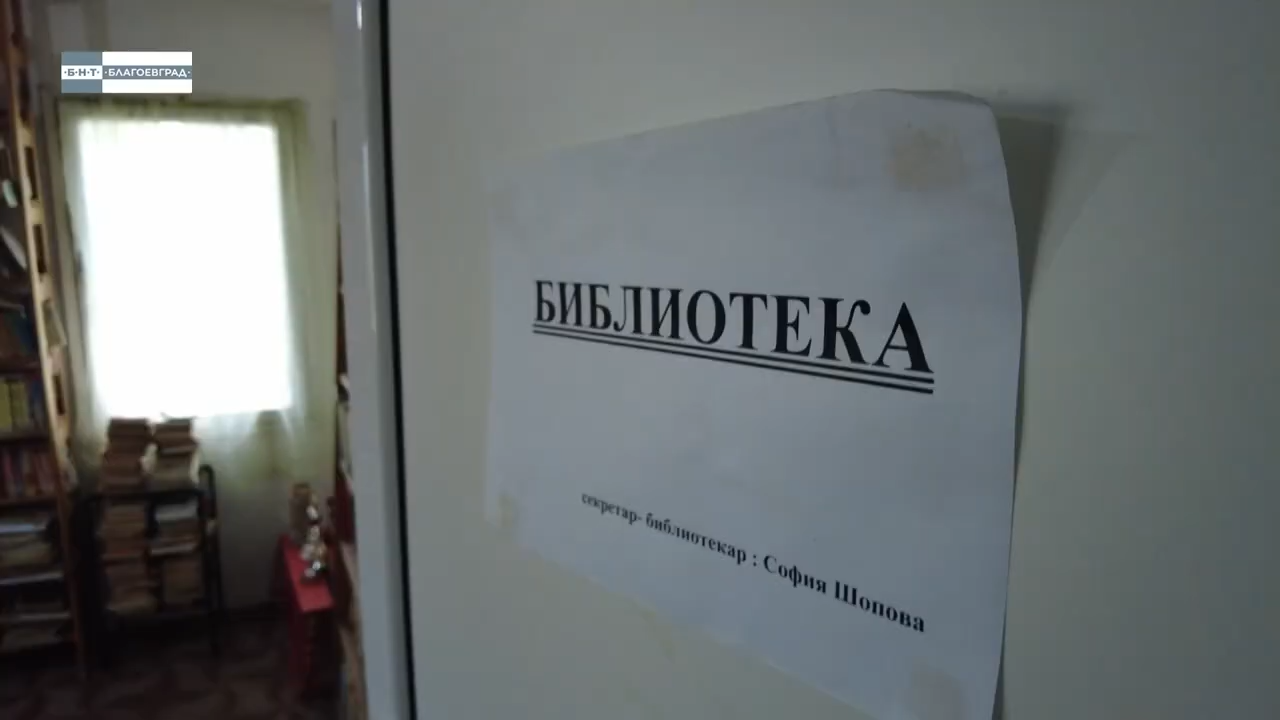 ·Б·Н·Т· ·БЛАГОЕВГРАД·
БИБЛИОТЕКА
секретар- библиотекар : София Шопова